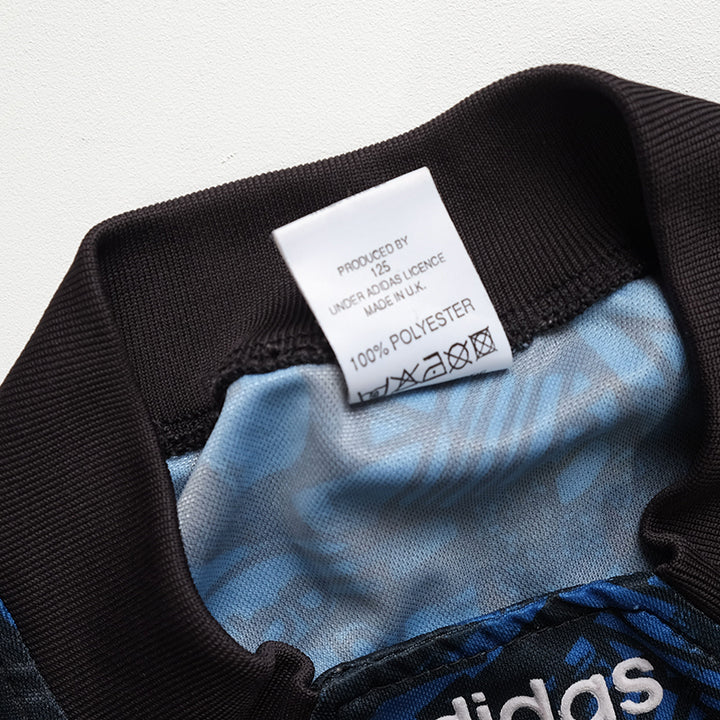 PRODUCED BY
125
UNDER ADIDAS LICENCE
MADE IN U.K.
100% POLYESTER
adidas